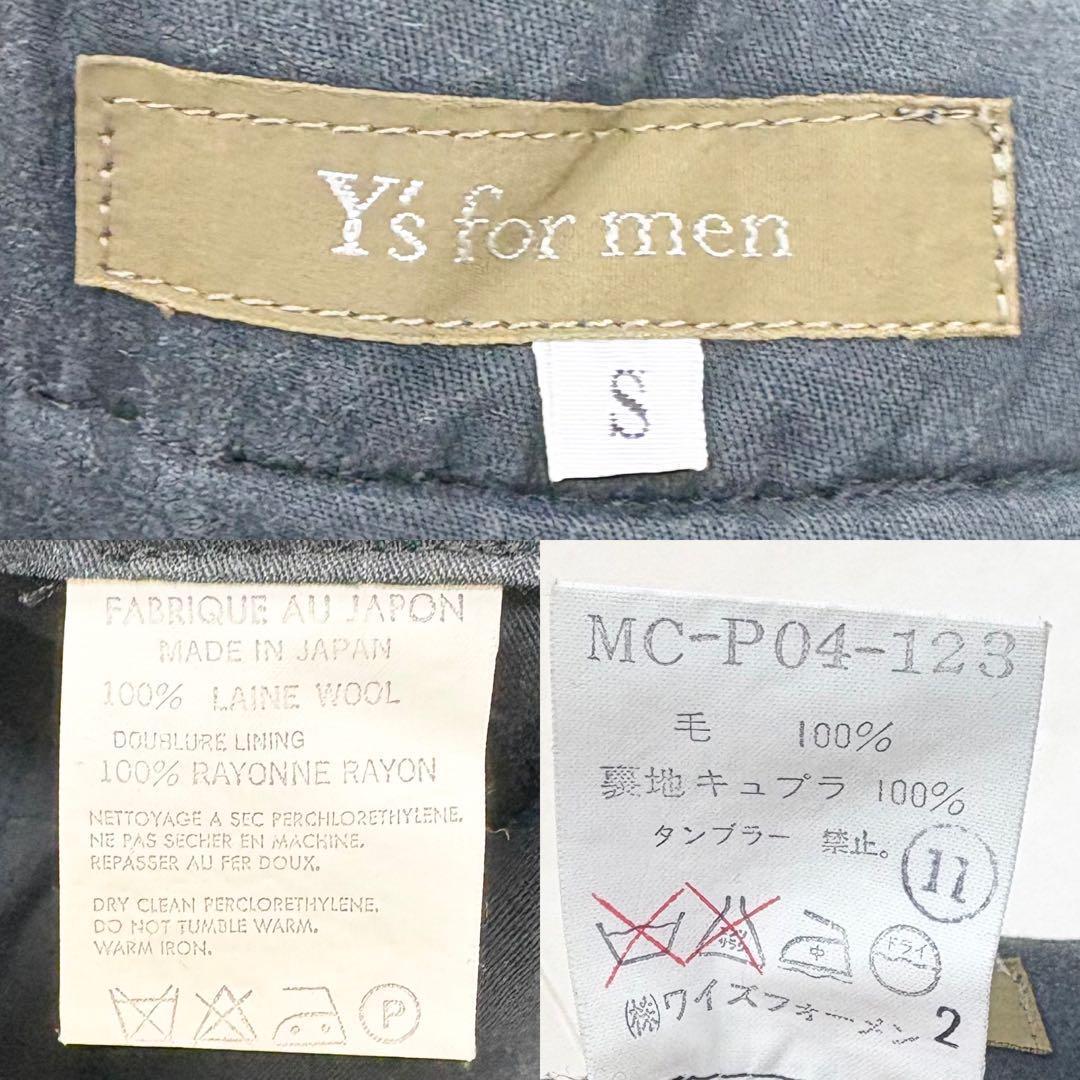 Y's for men
S
FABRIQUE AU JAPON
MADE IN JAPAN
100% LAINE WOOL
DOUBLURE LINING
100% RAYONNE RAYON
NETTOYAGE A SEC PERCHLORETHYLENE.
NE PAS SECHER EN MACHINE.
REPASSER AU FER DOUX.
DRY CLEAN PERCLORETHYLENE.
DO NOT TUMBLE WARM.
WARM IRON.
P
MC-P04-123
毛 100%
裏地キュプラ 100%
タンブラー 禁止。
11
中
ドライ
ワイズフォーメン 2